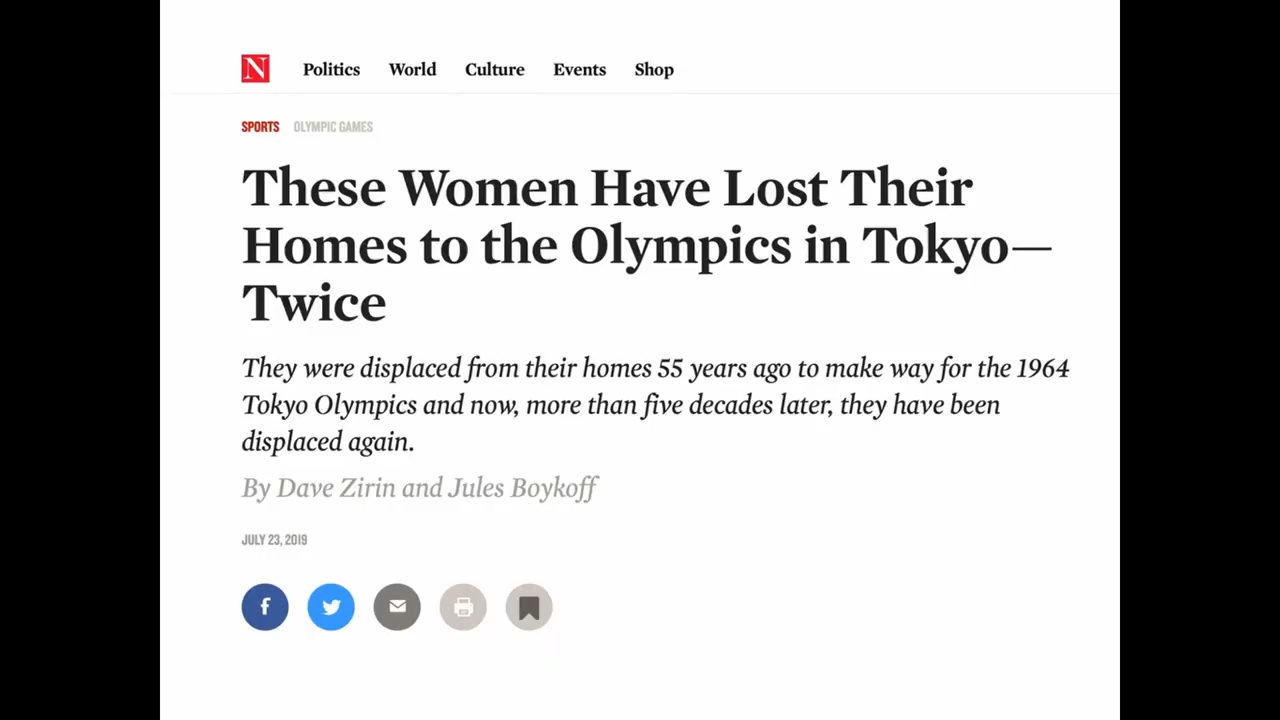 N Politics World Culture Events Shop
SPORTS OLYMPIC GAMES
These Women Have Lost Their
Homes to the Olympics in Tokyo—
Twice
They were displaced from their homes 55 years ago to make way for the 1964
Tokyo Olympics and now, more than five decades later, they have been
displaced again.
By Dave Zirin and Jules Boykoff
JULY 23, 2019
f